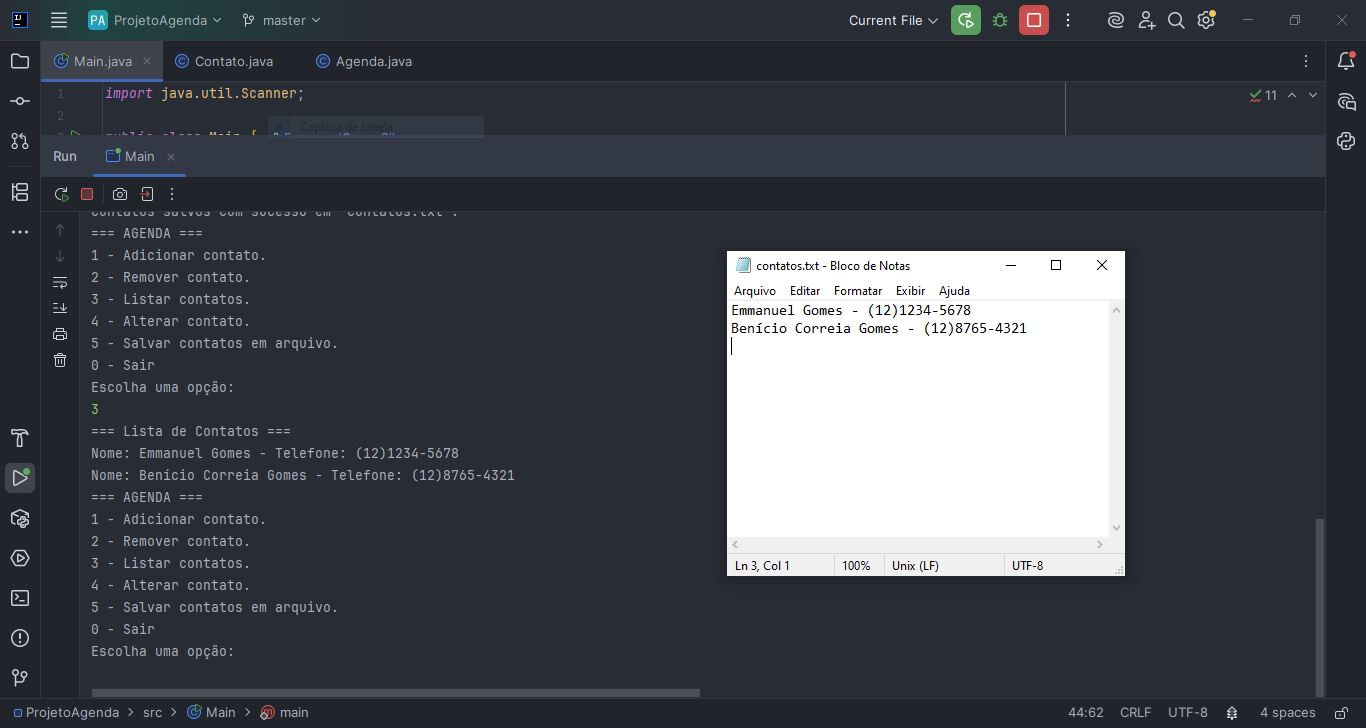 PA ProjetoAgenda master Current File
Main.java Contato.java Agenda.java
1 import java.util.Scanner;
11
2
3 public class Main {
Captura de Janela
Run Main
contatos salvos com sucesso em "contatos.txt".
=== AGENDA ===
1 - Adicionar contato.
2 - Remover contato.
3 - Listar contatos.
4 - Alterar contato.
5 - Salvar contatos em arquivo.
0 - Sair
Escolha uma opção:
3
=== Lista de Contatos ===
Nome: Emmanuel Gomes - Telefone: (12)1234-5678
Nome: Benício Correia Gomes - Telefone: (12)8765-4321
=== AGENDA ===
1 - Adicionar contato.
2 - Remover contato.
3 - Listar contatos.
4 - Alterar contato.
5 - Salvar contatos em arquivo.
0 - Sair
Escolha uma opção:
contatos.txt - Bloco de Notas
Arquivo Editar Formatar Exibir Ajuda
Emmanuel Gomes - (12)1234-5678
Benício Correia Gomes - (12)8765-4321
Ln 3, Col 1 100% Unix (LF) UTF-8
ProjetoAgenda > src > Main > main 44:62 CRLF UTF-8 4 spaces